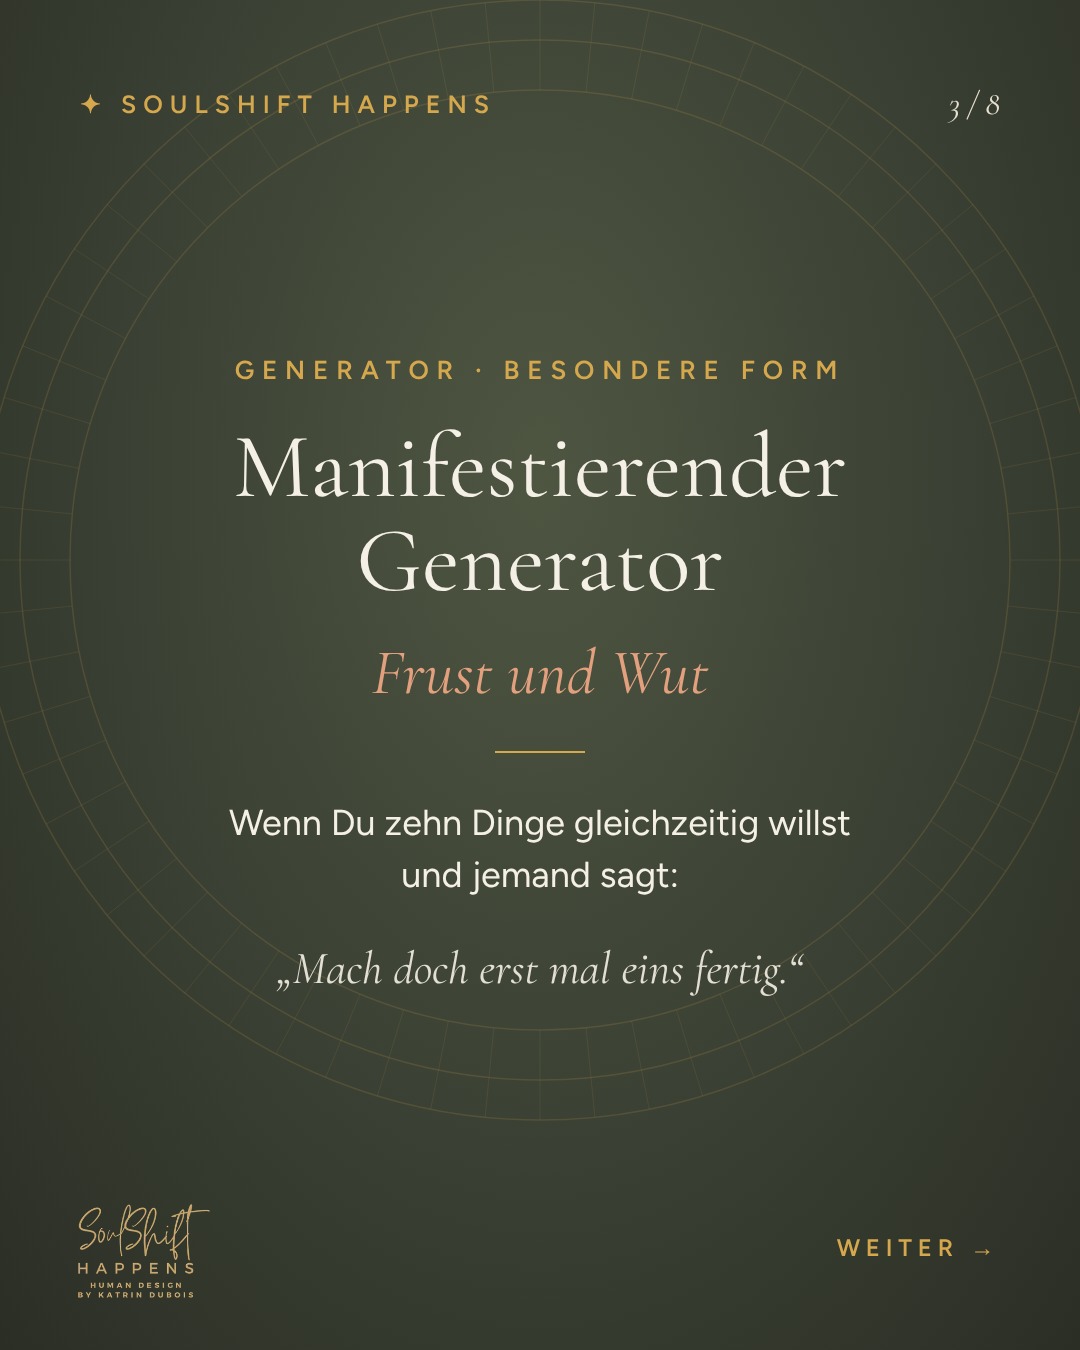 ✦ SOULSHIFT HAPPENS
3/8
GENERATOR · BESONDERE FORM
Manifestierender
Generator
Frust und Wut
Wenn Du zehn Dinge gleichzeitig willst
und jemand sagt:
„Mach doch erst mal eins fertig.“
SoulShift
HAPPENS
HUMAN DESIGN
BY KATRIN DUBOIS
WEITER →